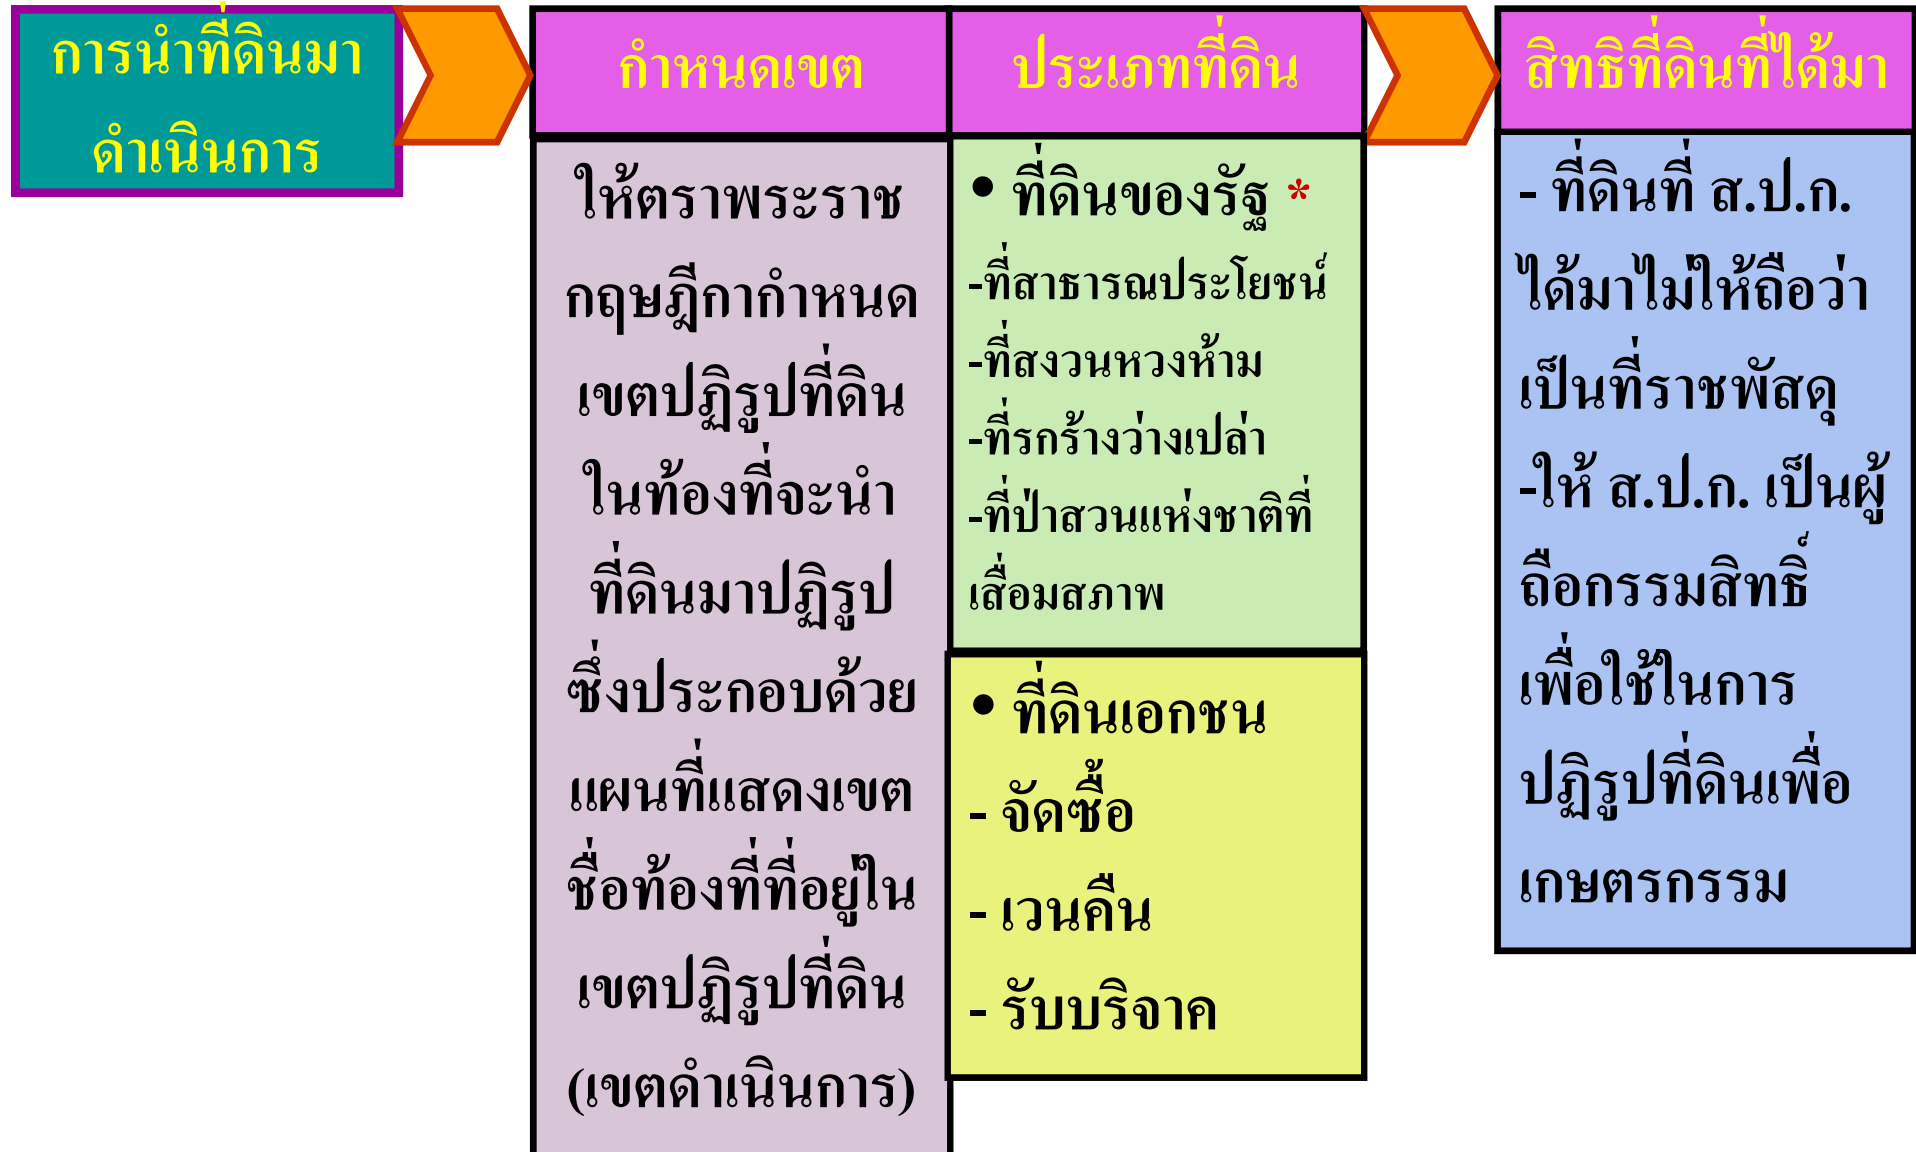 การนำที่ดินมา
ดำเนินการ
กำหนดเขต
ให้ตราพระราช
กฤษฎีกากำหนด
เขตปฏิรูปที่ดิน
ในท้องที่จะนำ
ที่ดินมาปฏิรูป
ซึ่งประกอบด้วย
แผนที่แสดงเขต
ชื่อท้องที่ที่อยู่ใน
เขตปฏิรูปที่ดิน
(เขตดำเนินการ)
ประเภทที่ดิน
• ที่ดินของรัฐ *
-ที่สาธารณประโยชน์
-ที่สงวนหวงห้าม
-ที่รกร้างว่างเปล่า
-ที่ป่าสวนแห่งชาติที่
เสื่อมสภาพ
• ที่ดินเอกชน
- จัดซื้อ
- เวนคืน
- รับบริจาค
สิทธิที่ดินที่ได้มา
- ที่ดินที่ ส.ป.ก.
ได้มาไม่ให้ถือว่า
เป็นที่ราชพัสดุ
-ให้ ส.ป.ก. เป็นผู้
ถือกรรมสิทธิ์
เพื่อใช้ในการ
ปฏิรูปที่ดินเพื่อ
เกษตรกรรม